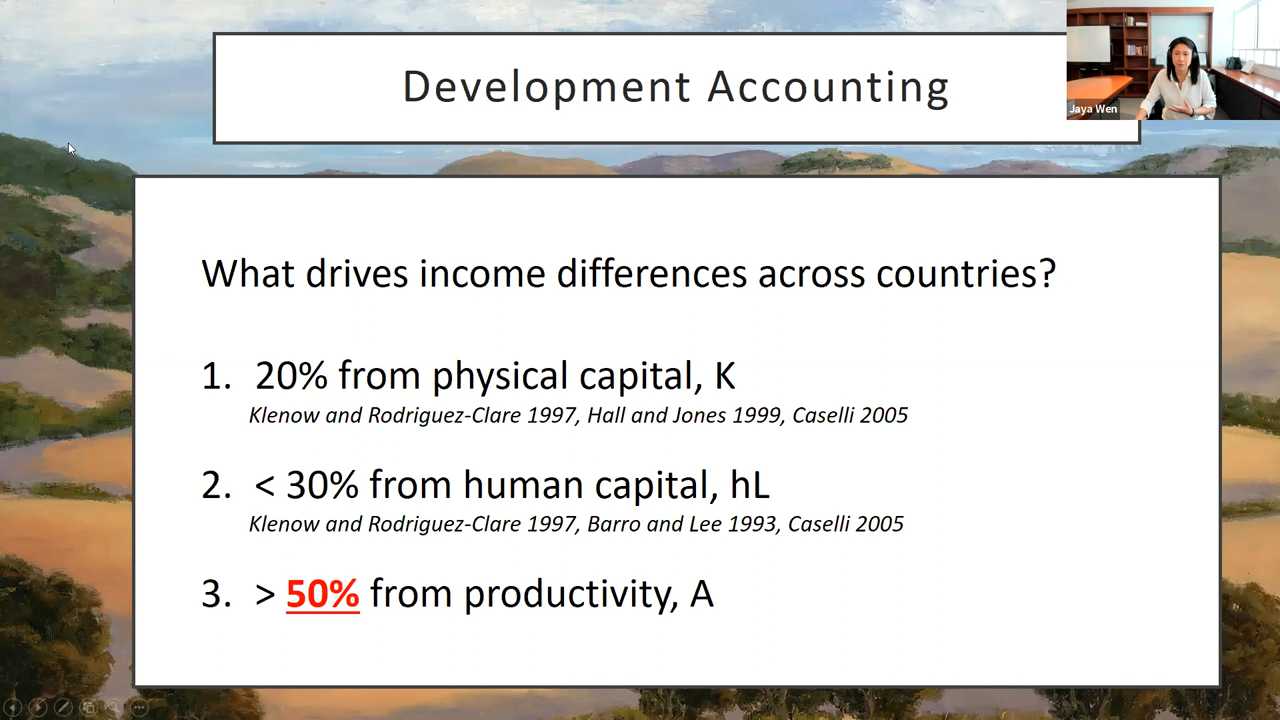 Development Accounting
Jaya Wen
What drives income differences across countries?
1. 20% from physical capital, K
Klenow and Rodriguez-Clare 1997, Hall and Jones 1999, Caselli 2005
2. < 30% from human capital, hL
Klenow and Rodriguez-Clare 1997, Barro and Lee 1993, Caselli 2005
3. > 50% from productivity, A